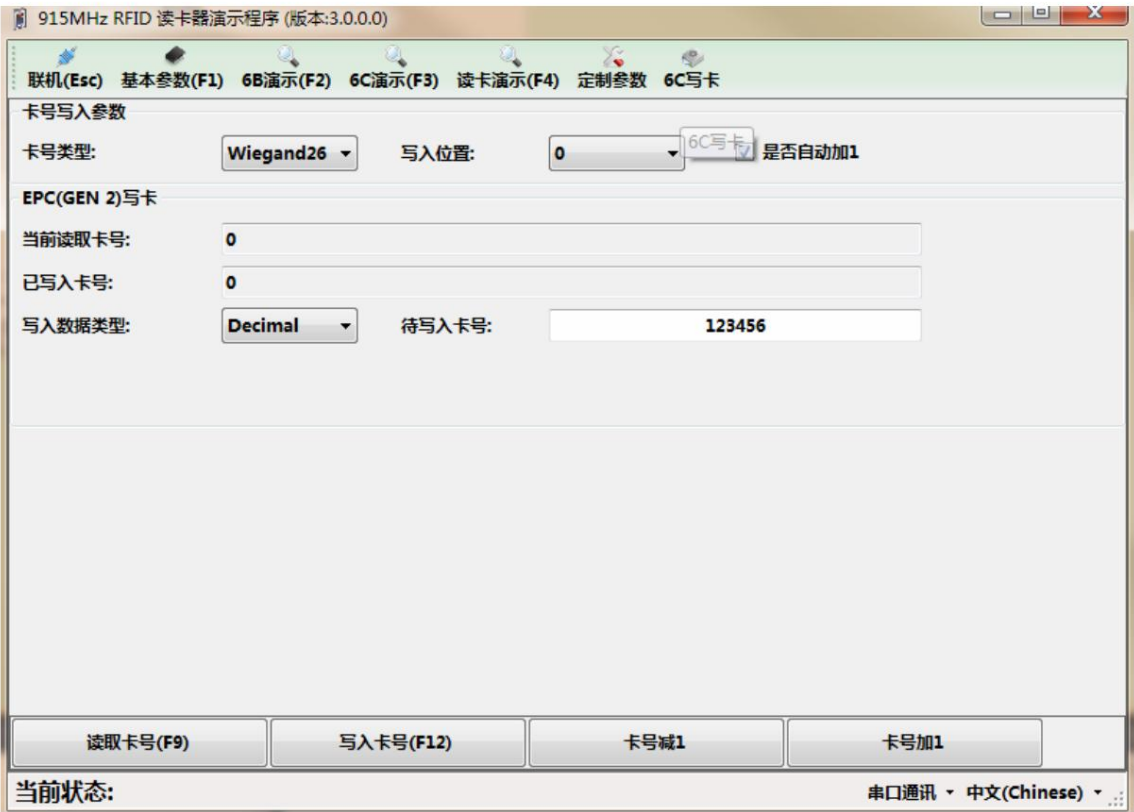 915MHz RFID 读卡器演示程序 (版本:3.0.0.0)
联机(Esc) 基本参数(F1) 6B演示(F2) 6C演示(F3) 读卡演示(F4) 定制参数 6C写卡
卡号写入参数
卡号类型: Wiegand26 写入位置: 0 6C写卡 是否自动加1
EPC(GEN 2)写卡
当前读取卡号: 0
已写入卡号: 0
写入数据类型: Decimal 待写入卡号: 123456
读取卡号(F9) 写入卡号(F12) 卡号减1 卡号加1
当前状态: 串口通讯 中文(Chinese)